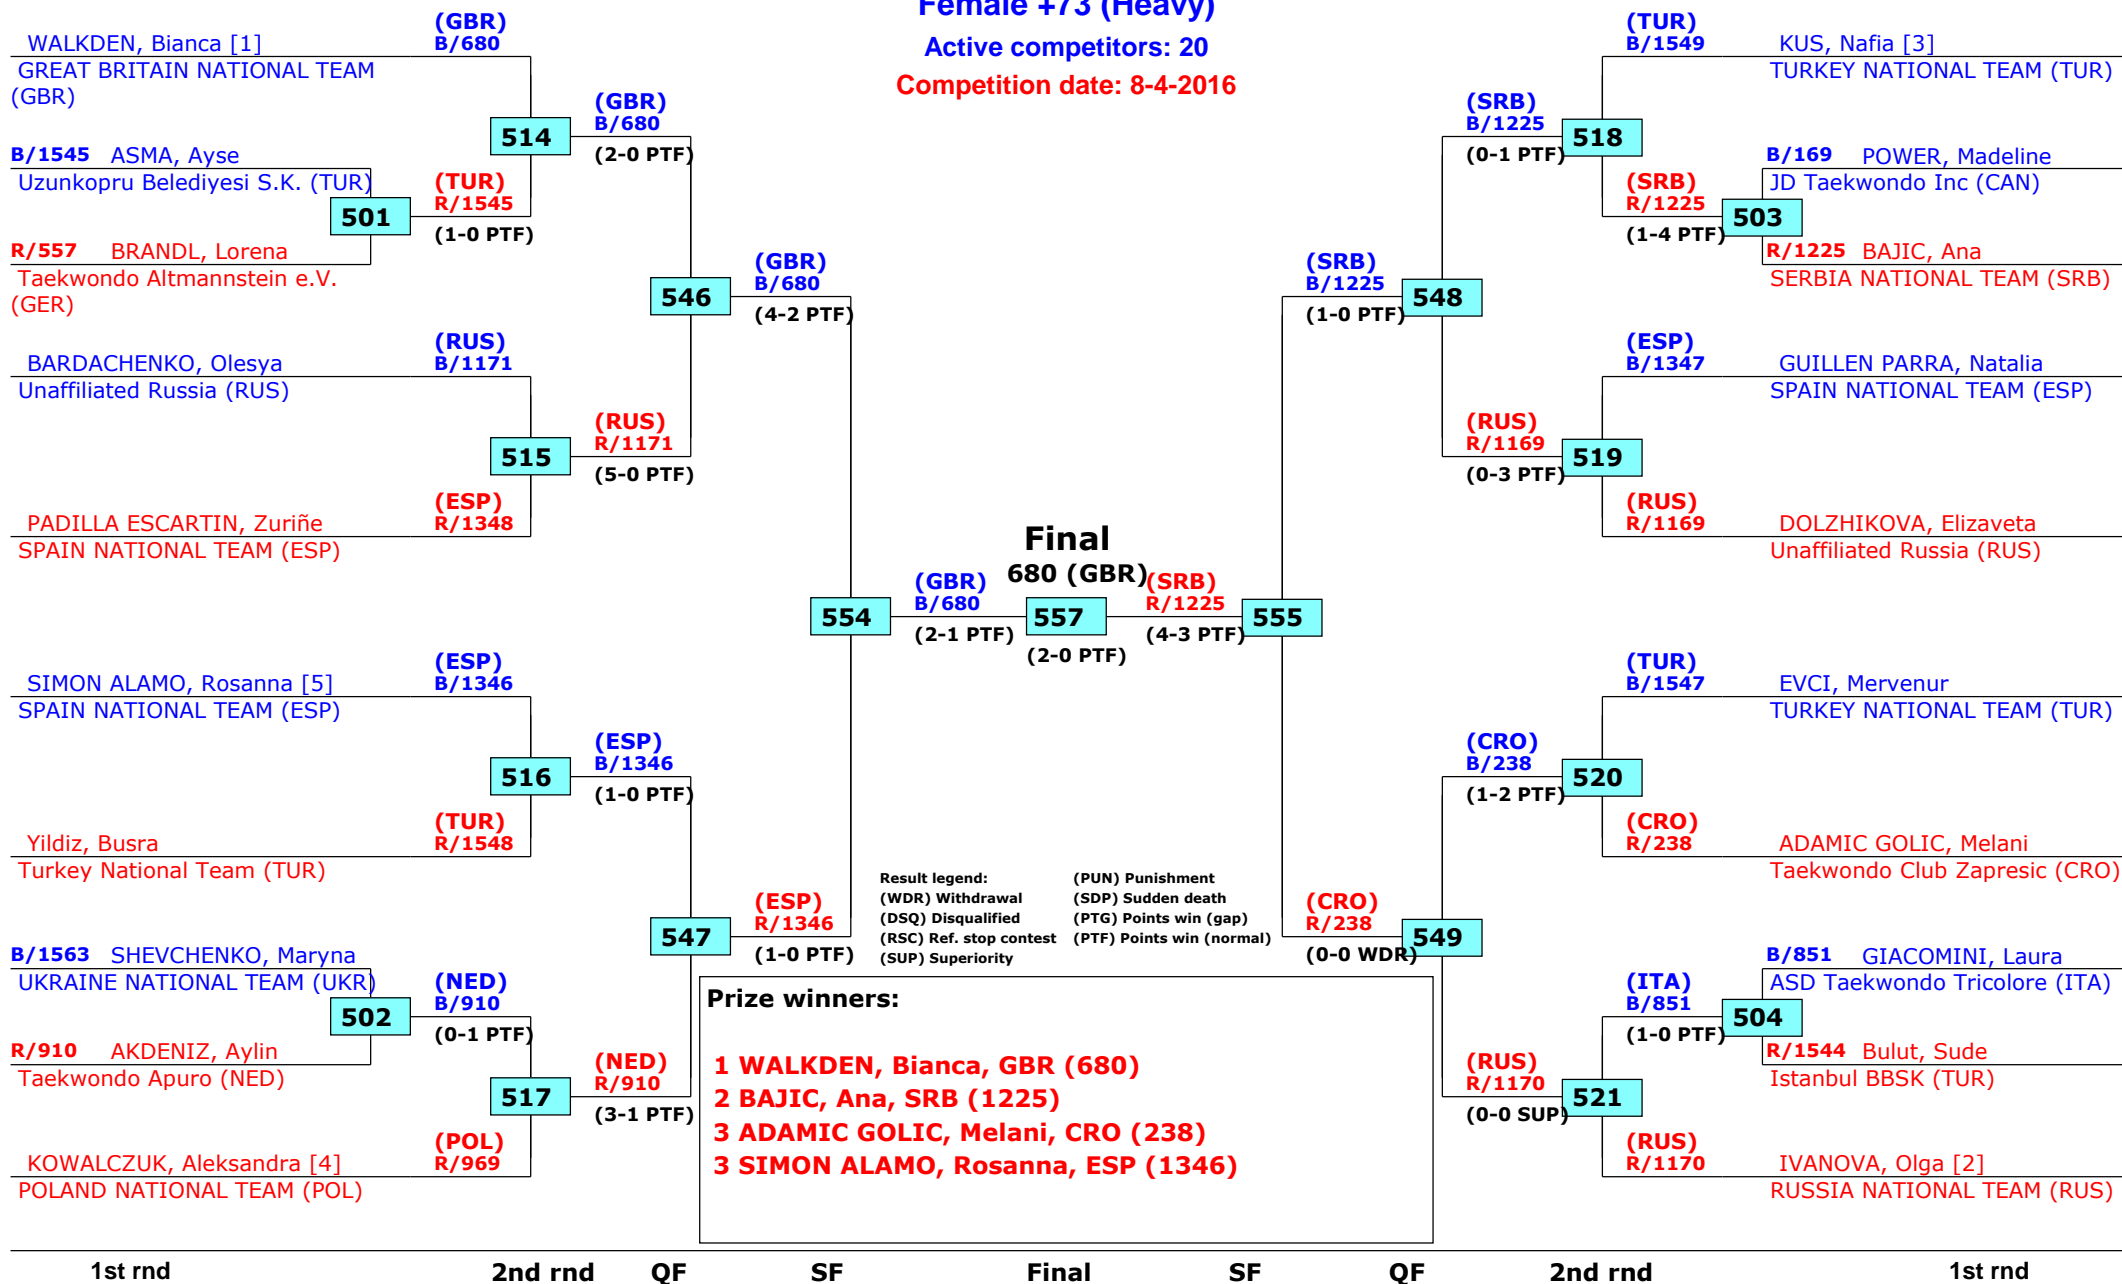 Female +73 (Heavy)
Active competitors: 20
Competition date: 8-4-2016
WALKDEN, Bianca [1]
GREAT BRITAIN NATIONAL TEAM
(GBR)
(GBR)
B/680
B/1545 ASMA, Ayse
Uzunkopru Belediyesi S.K. (TUR)
501
R/557 BRANDL, Lorena
Taekwondo Altmannstein e.V.
(GER)
(TUR)
R/1545
(1-0 PTF)
514
(GBR)
B/680
(2-0 PTF)
BARDACHENKO, Olesya
Unaffiliated Russia (RUS)
(RUS)
B/1171
515
(RUS)
R/1171
(5-0 PTF)
PADILLA ESCARTIN, Zuriñe
SPAIN NATIONAL TEAM (ESP)
(ESP)
R/1348
546
(GBR)
B/680
(4-2 PTF)
SIMON ALAMO, Rosanna [5]
SPAIN NATIONAL TEAM (ESP)
(ESP)
B/1346
516
(ESP)
B/1346
(1-0 PTF)
Yildiz, Busra
Turkey National Team (TUR)
(TUR)
R/1548
547
(ESP)
R/1346
(1-0 PTF)
B/1563 SHEVCHENKO, Maryna
UKRAINE NATIONAL TEAM (UKR)
502
R/910 AKDENIZ, Aylin
Taekwondo Apuro (NED)
(NED)
B/910
(0-1 PTF)
517
(NED)
R/910
(3-1 PTF)
KOWALCZUK, Aleksandra [4]
POLAND NATIONAL TEAM (POL)
(POL)
R/969
554
(GBR)
B/680
(2-1 PTF)
Final
680 (GBR)
557
(2-0 PTF)
(SRB)
R/1225
(4-3 PTF)
555
(SRB)
B/1225
(1-0 PTF)
548
(SRB)
B/1225
(0-1 PTF)
518
(TUR)
B/1549
KUS, Nafia [3]
TURKEY NATIONAL TEAM (TUR)
(SRB)
R/1225
(1-4 PTF)
503
B/169 POWER, Madeline
JD Taekwondo Inc (CAN)
R/1225 BAJIC, Ana
SERBIA NATIONAL TEAM (SRB)
(RUS)
R/1169
(0-3 PTF)
519
(ESP)
B/1347
GUILLEN PARRA, Natalia
SPAIN NATIONAL TEAM (ESP)
(RUS)
R/1169
DOLZHIKOVA, Elizaveta
Unaffiliated Russia (RUS)
(CRO)
R/238
(0-0 WDR)
549
(CRO)
B/238
(1-2 PTF)
520
(TUR)
B/1547
EVCI, Mervenur
TURKEY NATIONAL TEAM (TUR)
(CRO)
R/238
ADAMIC GOLIC, Melani
Taekwondo Club Zapresic (CRO)
(RUS)
R/1170
(0-0 SUP)
521
(ITA)
B/851
(1-0 PTF)
504
B/851 GIACOMINI, Laura
ASD Taekwondo Tricolore (ITA)
R/1544 Bulut, Sude
Istanbul BBSK (TUR)
(RUS)
R/1170
IVANOVA, Olga [2]
RUSSIA NATIONAL TEAM (RUS)
Result legend: (PUN) Punishment
(WDR) Withdrawal (SDP) Sudden death
(DSQ) Disqualified (PTG) Points win (gap)
(RSC) Ref. stop contest (PTF) Points win (normal)
(SUP) Superiority
Prize winners:
1 WALKDEN, Bianca, GBR (680)
2 BAJIC, Ana, SRB (1225)
3 ADAMIC GOLIC, Melani, CRO (238)
3 SIMON ALAMO, Rosanna, ESP (1346)
1st rnd 2nd rnd QF SF Final SF QF 2nd rnd 1st rnd